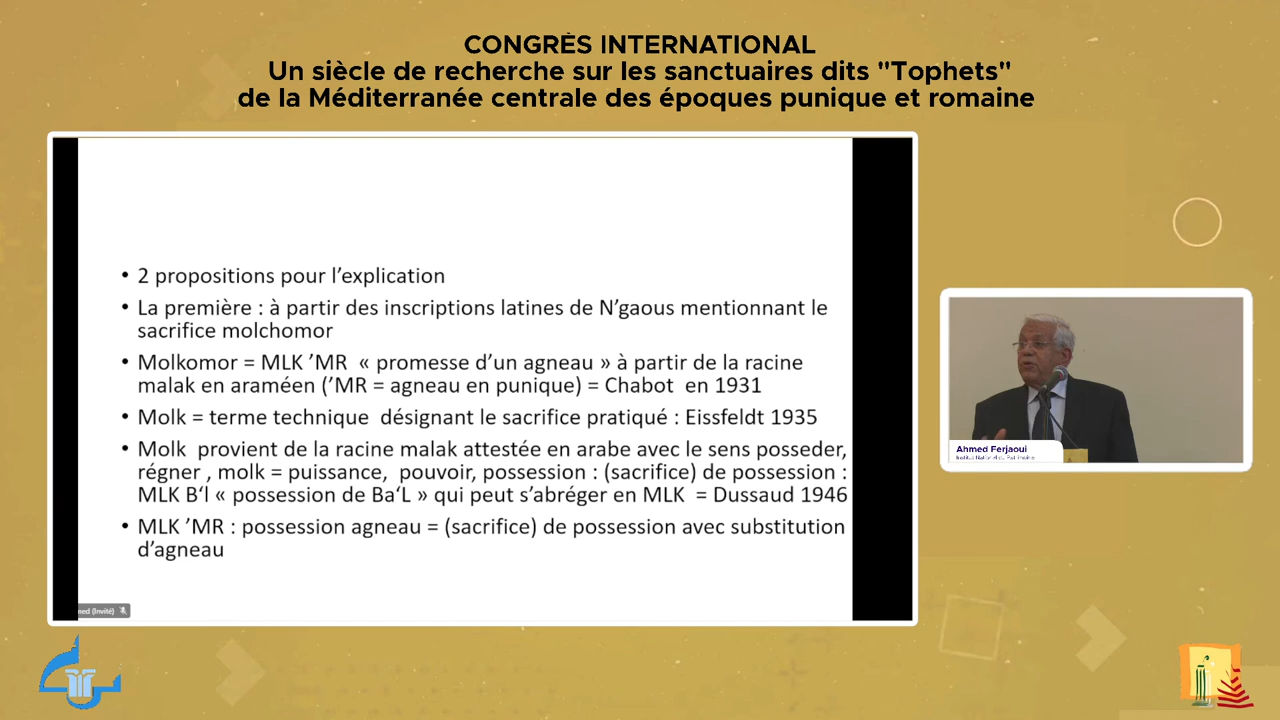 CONGRÈS INTERNATIONAL
Un siècle de recherche sur les sanctuaires dits "Tophets"
de la Méditerranée centrale des époques punique et romaine
• 2 propositions pour l’explication
• La première : à partir des inscriptions latines de N’gaous mentionnant le
sacrifice molchomor
• Molkomor = MLK ’MR « promesse d’un agneau » à partir de la racine
malak en araméen (’MR = agneau en punique) = Chabot en 1931
• Molk = terme technique désignant le sacrifice pratiqué : Eissfeldt 1935
• Molk provient de la racine malak attestée en arabe avec le sens posseder,
régner , molk = puissance, pouvoir, possession : (sacrifice) de possession :
MLK B‘l « possession de Ba‘L » qui peut s’abréger en MLK = Dussaud 1946
• MLK ’MR : possession agneau = (sacrifice) de possession avec substitution
d’agneau
(Invité)
Ahmed Ferjaoui
Institut National du Patrimoine